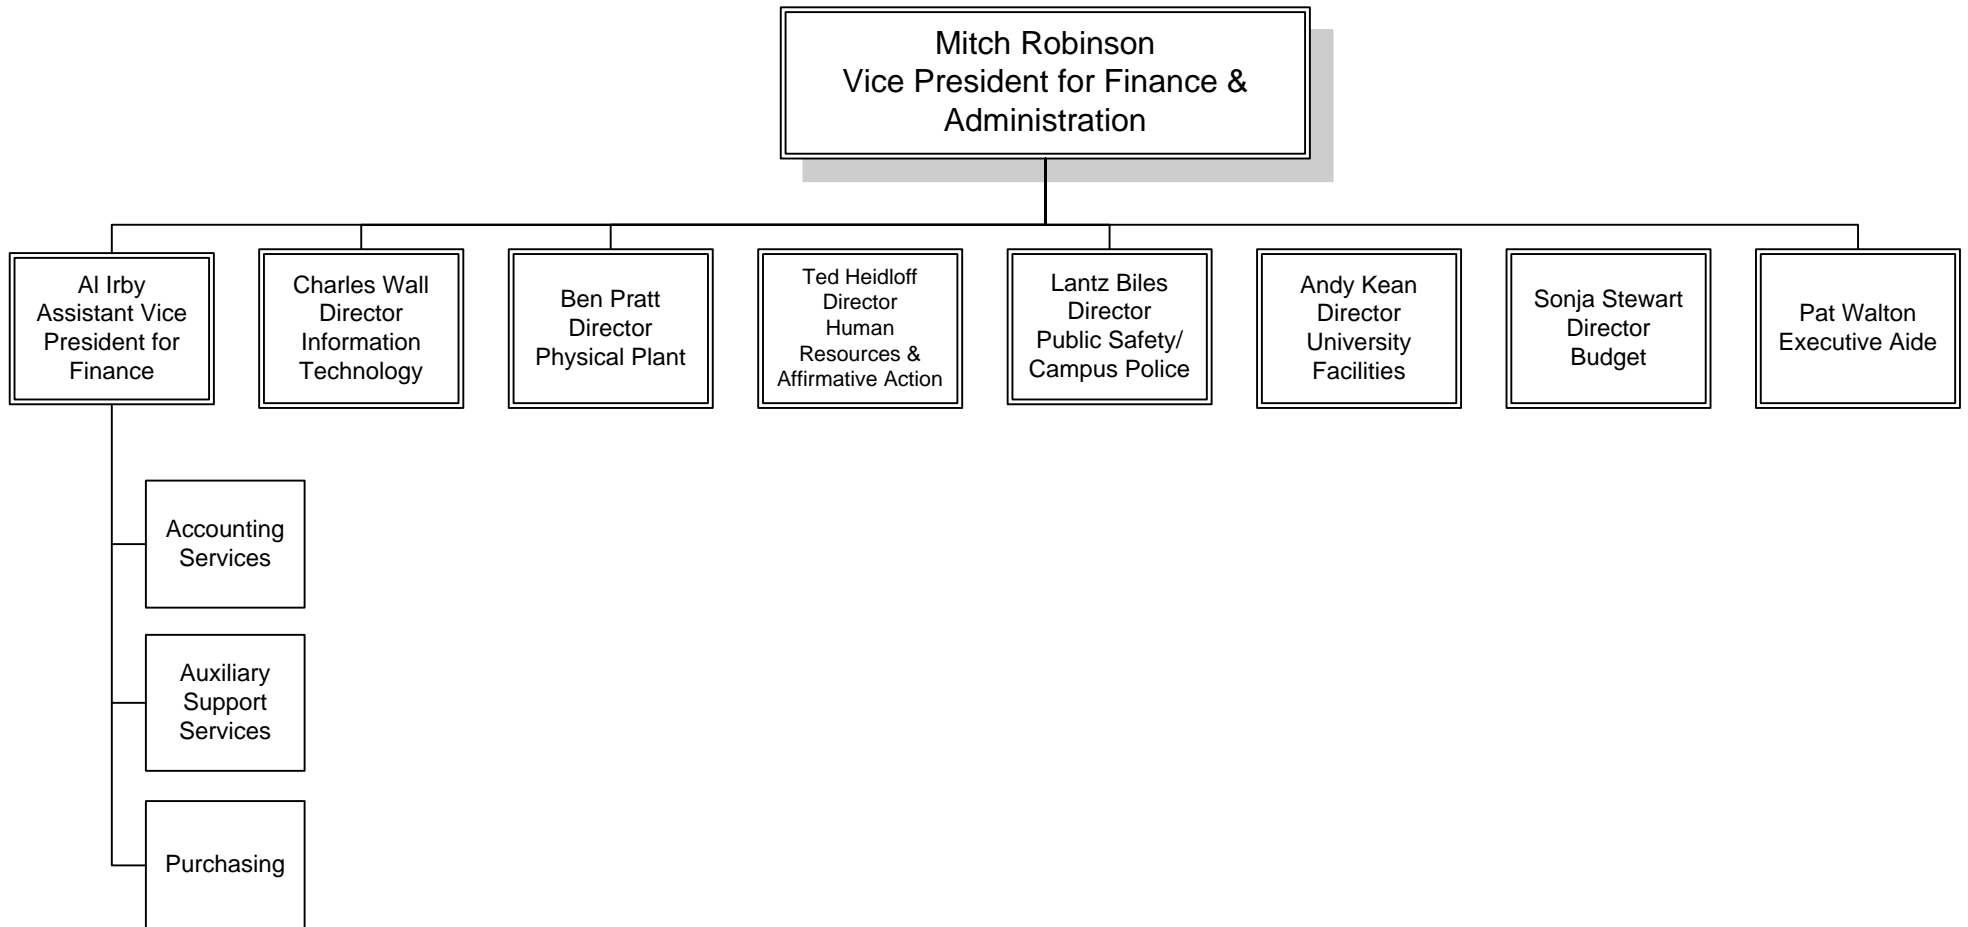 Mitch Robinson
Vice President for Finance &
Administration
Al Irby
Assistant Vice
President for
Finance
Charles Wall
Director
Information
Technology
Ben Pratt
Director
Physical Plant
Ted Heidloff
Director
Human
Resources &
Affirmative Action
Lantz Biles
Director
Public Safety/
Campus Police
Andy Kean
Director
University
Facilities
Sonja Stewart
Director
Budget
Pat Walton
Executive Aide
Accounting
Services
Auxiliary
Support
Services
Purchasing